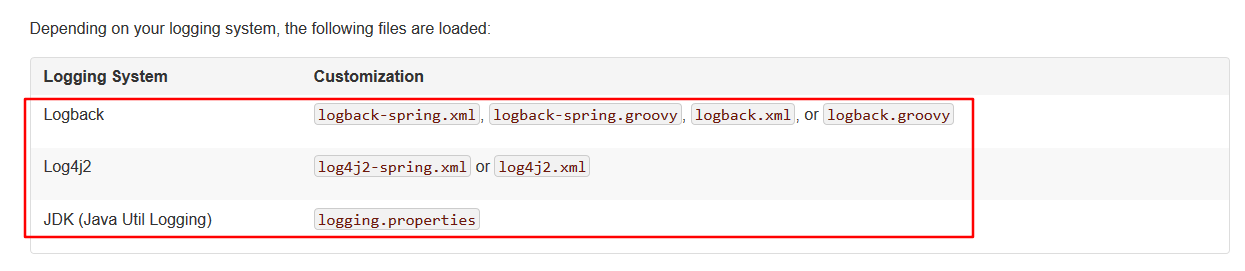 Depending on your logging system, the following files are loaded:
Logging System Customization
Logback logback-spring.xml, logback-spring.groovy, logback.xml, or logback.groovy
Log4j2 log4j2-spring.xml or log4j2.xml
JDK (Java Util Logging) logging.properties